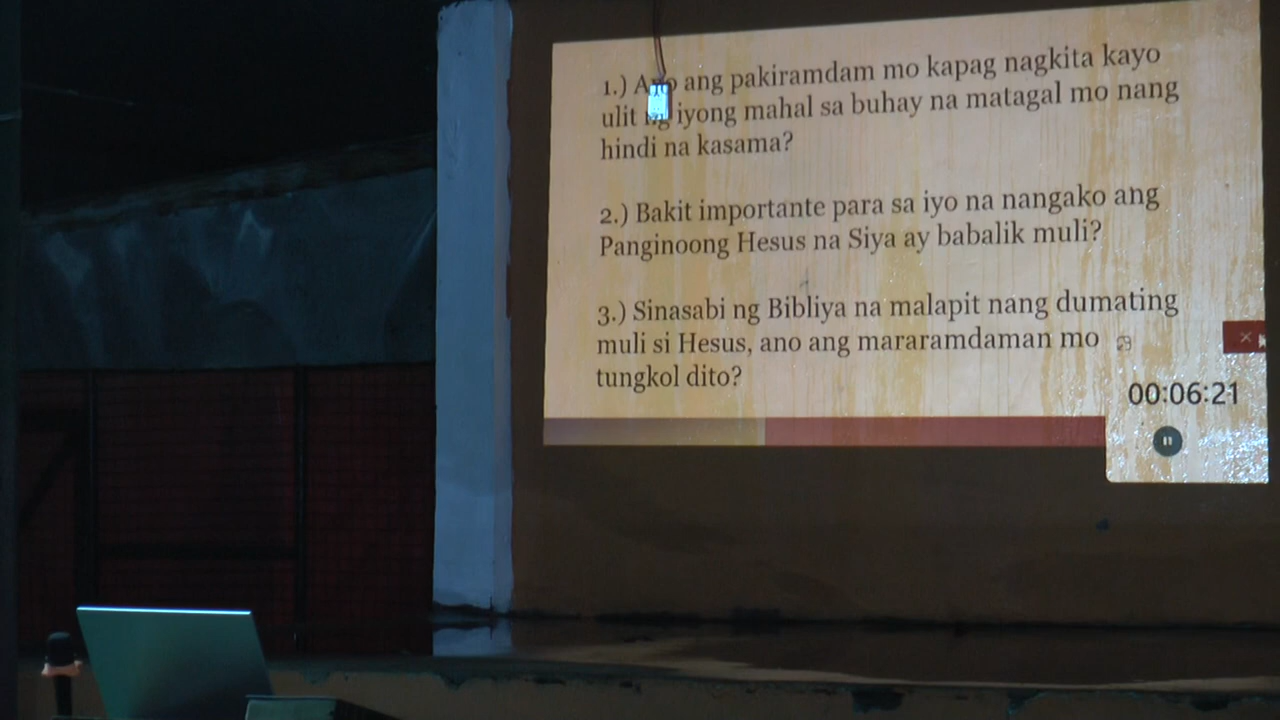 1.) Ano ang pakiramdam mo kapag nagkita kayo
ulit ng iyong mahal sa buhay na matagal mo nang
hindi na kasama?
2.) Bakit importante para sa iyo na nangako ang
Panginoong Hesus na Siya ay babalik muli?
3.) Sinasabi ng Bibliya na malapit nang dumating
muli si Hesus, ano ang mararamdaman mo
tungkol dito?
00:06:21